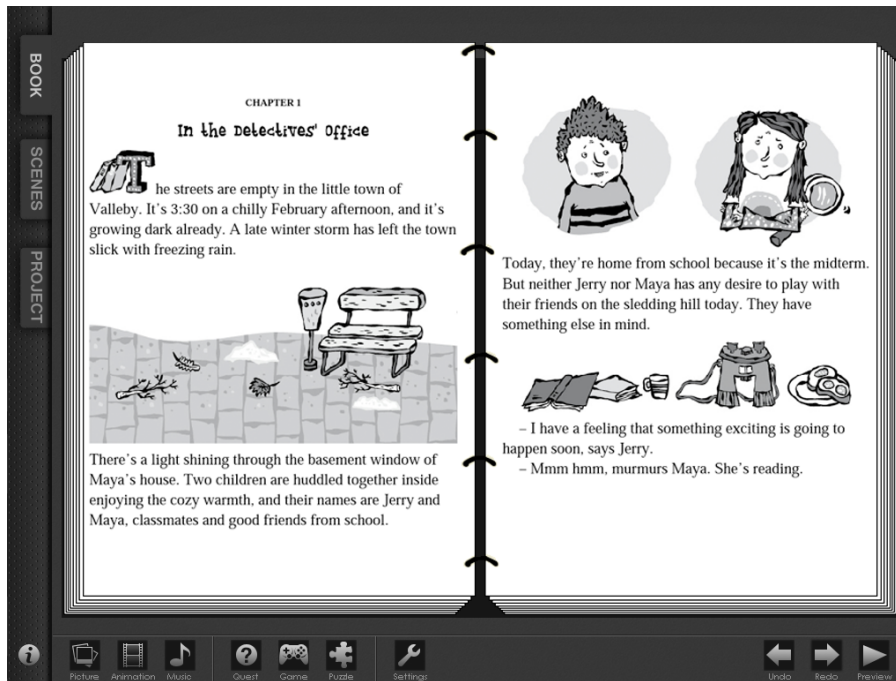 BOOK
SCENES
PROJECT
CHAPTER 1
In the Detectives' Office
The streets are empty in the little town of
Valleby. It's 3:30 on a chilly February afternoon, and it's
growing dark already. A late winter storm has left the town
slick with freezing rain.
There's a light shining through the basement window of
Maya's house. Two children are huddled together inside
enjoying the cozy warmth, and their names are Jerry and
Maya, classmates and good friends from school.
Today, they're home from school because it's the midterm.
But neither Jerry nor Maya has any desire to play with
their friends on the sledding hill today. They have
something else in mind.
– I have a feeling that something exciting is going to
happen soon, says Jerry.
– Mmm hmm, murmurs Maya. She's reading.
i
Picture
Animation
Music
?
Quest
Game
Puzzle
Settings
Undo
Redo
Preview